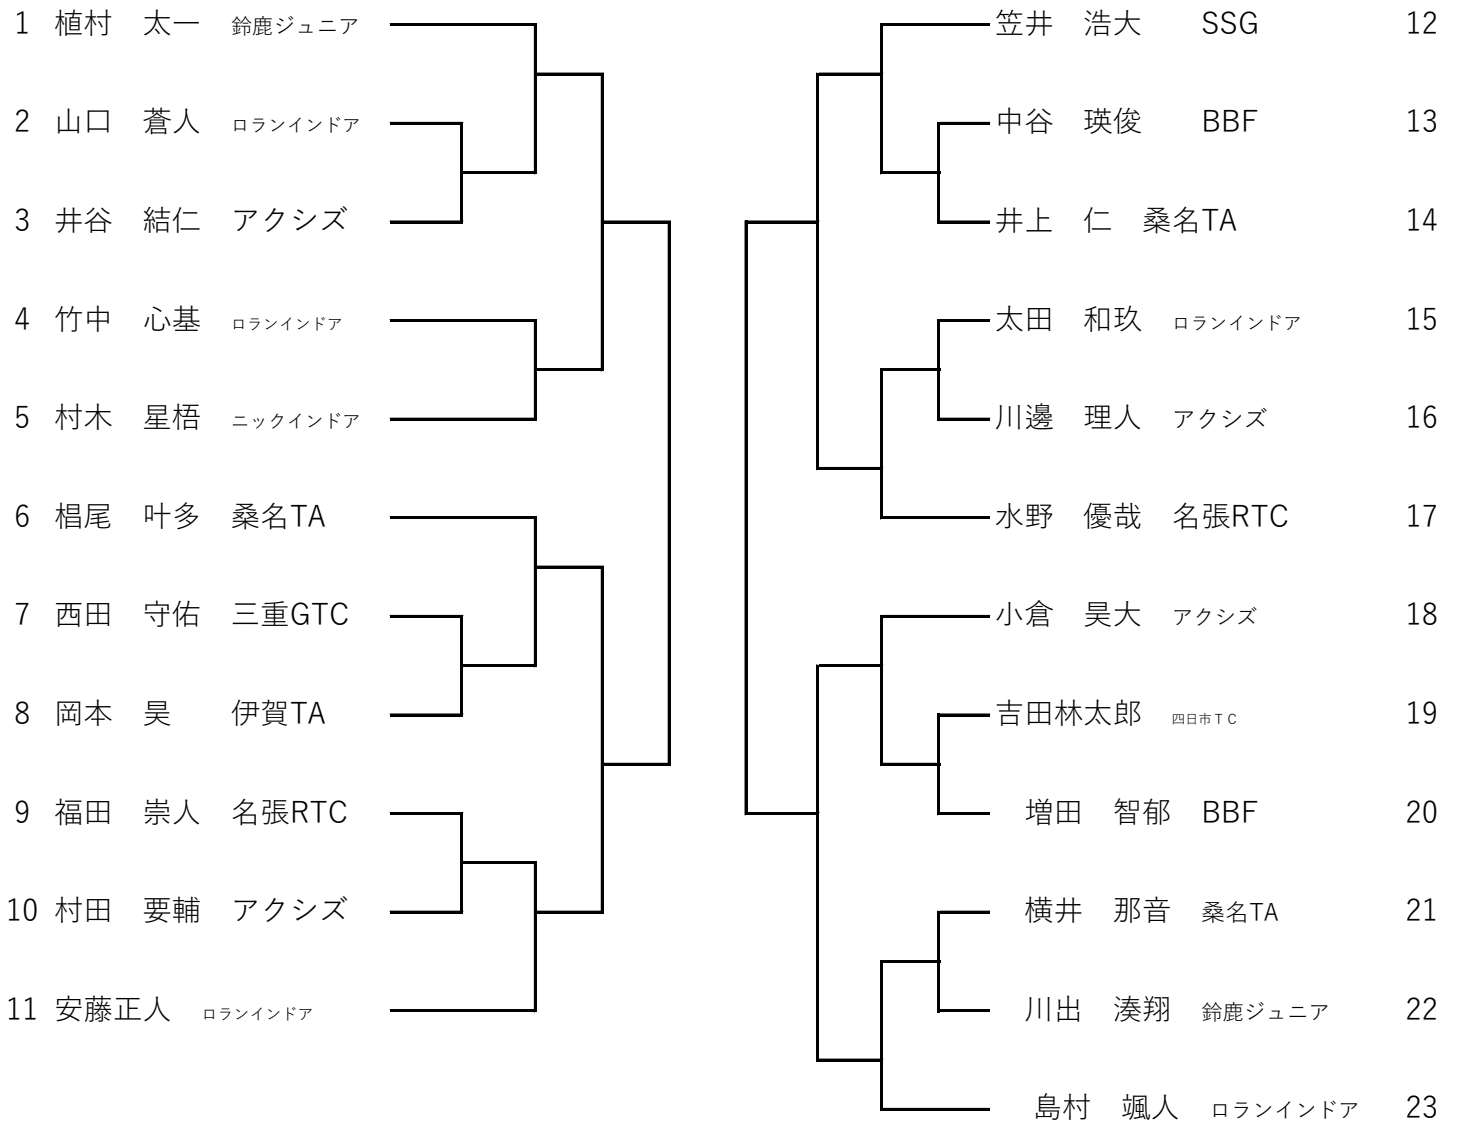 1 植村　太一 鈴鹿ジュニア
2 山口　蒼人 ロランインドア
3 井谷　結仁 アクシズ
4 竹中　心基 ロランインドア
5 村木　星梧 ニックインドア
6 椙尾　叶多 桑名TA
7 西田　守佑 三重GTC
8 岡本　昊 伊賀TA
9 福田　崇人 名張RTC
10 村田　要輔 アクシズ
11 安藤正人 ロランインドア
笠井　浩大 SSG 12
中谷　瑛俊 BBF 13
井上　仁 桑名TA 14
太田　和玖 ロランインドア 15
川邊　理人 アクシズ 16
水野　優哉 名張RTC 17
小倉　昊大 アクシズ 18
吉田林太郎 四日市ＴＣ 19
増田　智郁 BBF 20
横井　那音 桑名TA 21
川出　湊翔 鈴鹿ジュニア 22
島村　颯人 ロランインドア 23